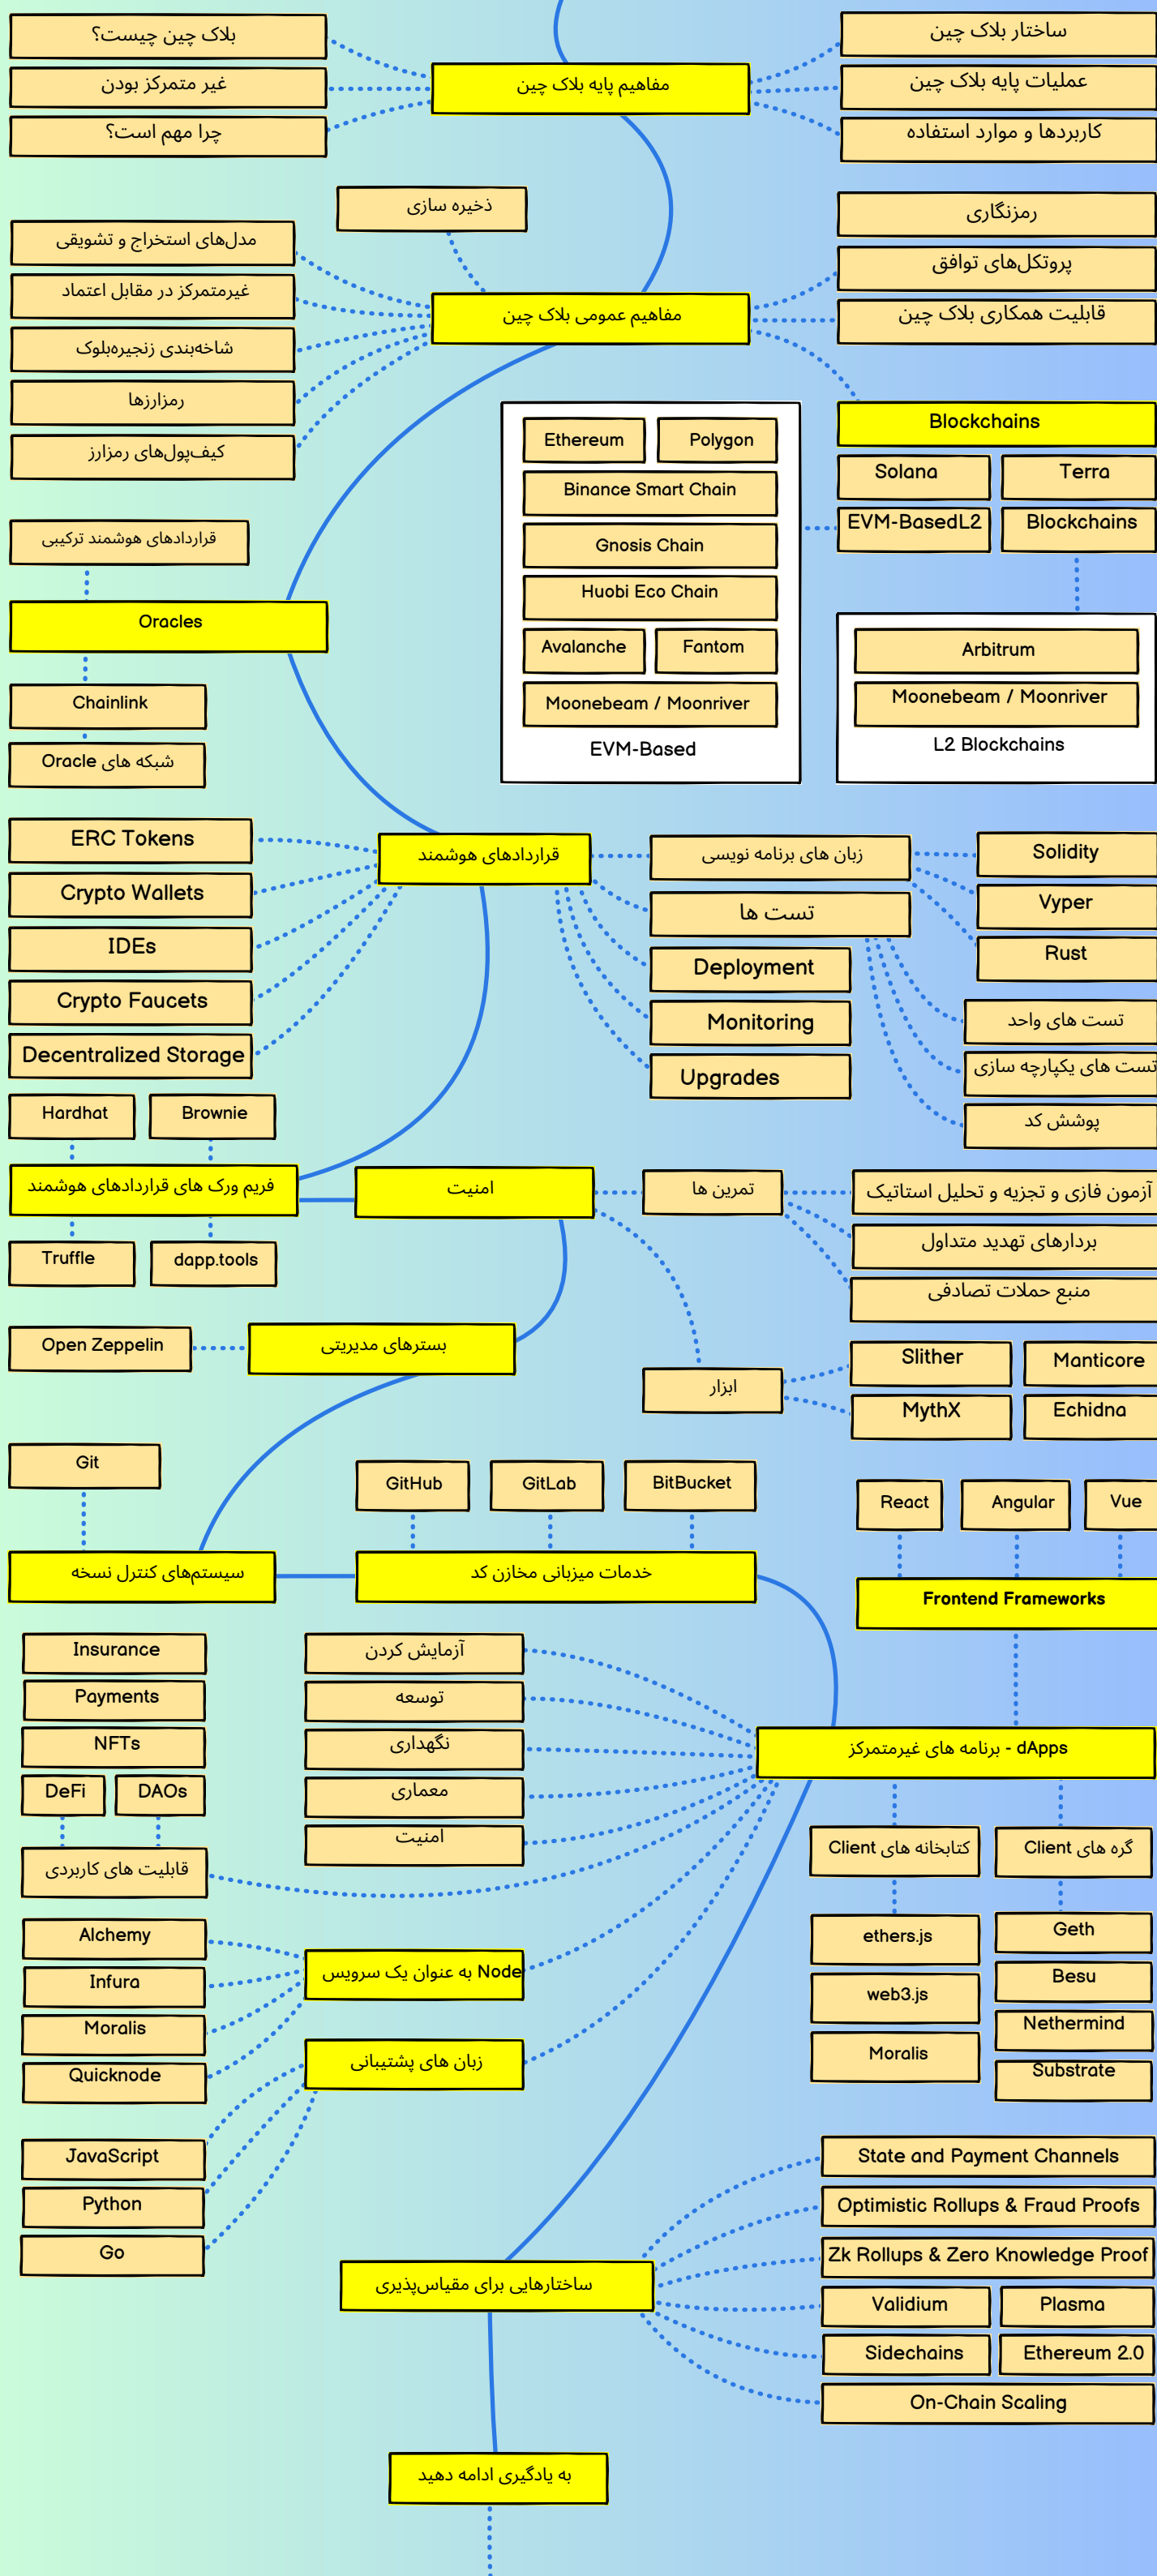 بلاک چین چیست؟
غیر متمرکز بودن
چرا مهم است؟
مفاهیم پایه بلاک چین
ساختار بلاک چین
عملیات پایه بلاک چین
کاربردها و موارد استفاده
ذخیره سازی
مدل‌های استخراج و تشویقی
غیرمتمرکز در مقابل اعتماد
شاخه‌بندی زنجیره‌بلوک
رمزارزها
کیف‌پول‌های رمزارز
مفاهیم عمومی بلاک چین
رمزنگاری
پروتکل‌های توافق
قابلیت همکاری بلاک چین
Blockchains
Solana
Terra
EVM-BasedL2
Blockchains
Ethereum
Polygon
Binance Smart Chain
Gnosis Chain
Huobi Eco Chain
Avalanche
Fantom
Moonebeam / Moonriver
EVM-Based
Arbitrum
Moonebeam / Moonriver
L2 Blockchains
قراردادهای هوشمند ترکیبی
Oracles
Chainlink
شبکه های Oracle
ERC Tokens
Crypto Wallets
IDEs
Crypto Faucets
Decentralized Storage
قراردادهای هوشمند
زبان های برنامه نویسی
تست ها
Deployment
Monitoring
Upgrades
Solidity
Vyper
Rust
تست های واحد
تست های یکپارچه سازی
پوشش کد
Hardhat
Brownie
فریم ورک های قراردادهای هوشمند
Truffle
dapp.tools
امنیت
تمرین ها
آزمون فازی و تجزیه و تحلیل استاتیک
بردارهای تهدید متداول
منبع حملات تصادفی
ابزار
Slither
Manticore
MythX
Echidna
Open Zeppelin
بسترهای مدیریتی
Git
سیستم‌های کنترل نسخه
GitHub
GitLab
BitBucket
خدمات میزبانی مخازن کد
React
Angular
Vue
Frontend Frameworks
Insurance
Payments
NFTs
DeFi
DAOs
قابلیت های کاربردی
آزمایش کردن
توسعه
نگهداری
معماری
امنیت
dApps - برنامه های غیرمتمرکز
کتابخانه های Client
گره های Client
ethers.js
web3.js
Moralis
Geth
Besu
Nethermind
Substrate
Alchemy
Infura
Moralis
Quicknode
Node به عنوان یک سرویس
زبان های پشتیبانی
JavaScript
Python
Go
State and Payment Channels
Optimistic Rollups & Fraud Proofs
Zk Rollups & Zero Knowledge Proof
Validium
Plasma
Sidechains
Ethereum 2.0
On-Chain Scaling
ساختارهایی برای مقیاس‌پذیری
به یادگیری ادامه دهید